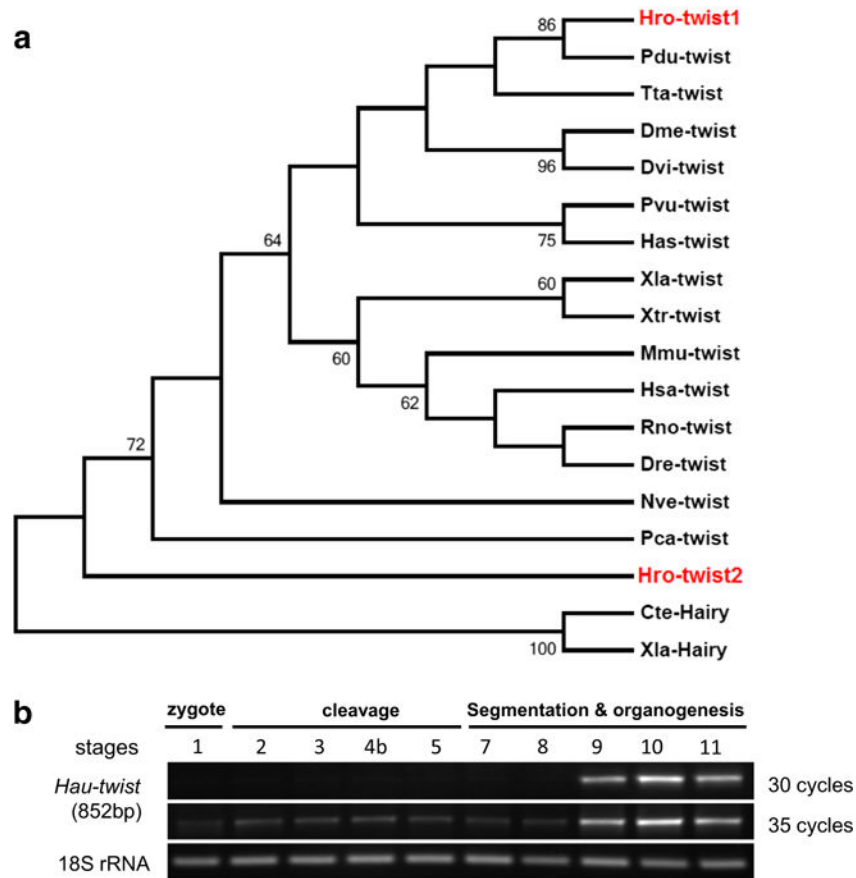 a
86
Hro-twist1
Pdu-twist
Tta-twist
Dme-twist
96
Dvi-twist
Pvu-twist
75
Has-twist
64
60
Xla-twist
Xtr-twist
60
Mmu-twist
62
Hsa-twist
Rno-twist
72
Dre-twist
Nve-twist
Pca-twist
Hro-twist2
Cte-Hairy
100
Xla-Hairy
b
zygote cleavage Segmentation & organogenesis
stages 1 2 3 4b 5 7 8 9 10 11
Hau-twist 30 cycles
(852bp) 35 cycles
18S rRNA